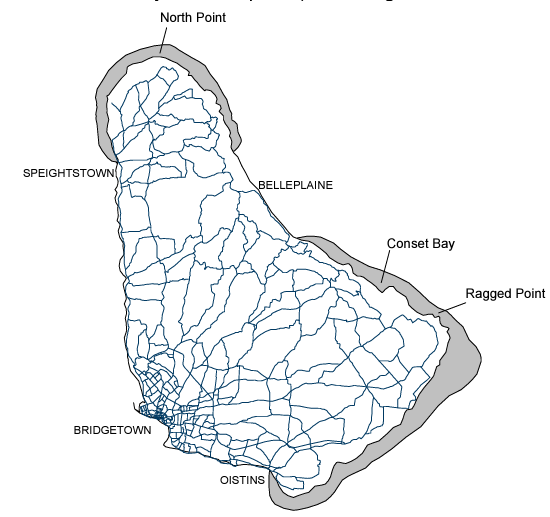 North Point
SPEIGHTSTOWN
BELLEPLAINE
Conset Bay
Ragged Point
BRIDGETOWN
OISTINS